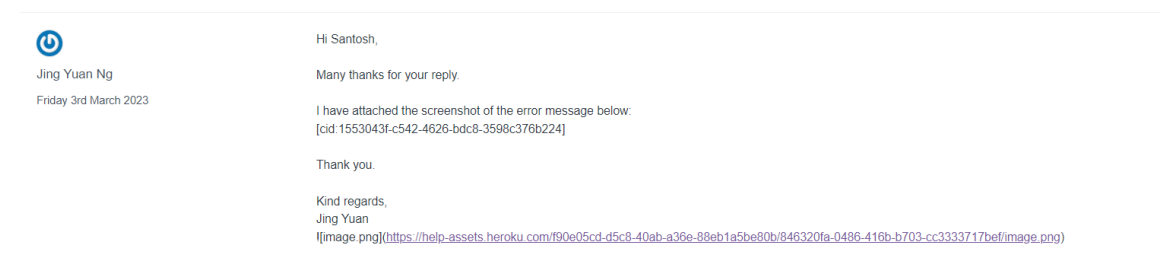 Jing Yuan Ng
Friday 3rd March 2023
Hi Santosh,
Many thanks for your reply.
I have attached the screenshot of the error message below:
[cid:1553043f-c542-4626-bdc8-3598c376b224]
Thank you.
Kind regards,
Jing Yuan
![image.png](https://help-assets.heroku.com/f90e05cd-d5c8-40ab-a36e-88eb1a5be80b/846320fa-0486-416b-b703-cc3333717bef/image.png)